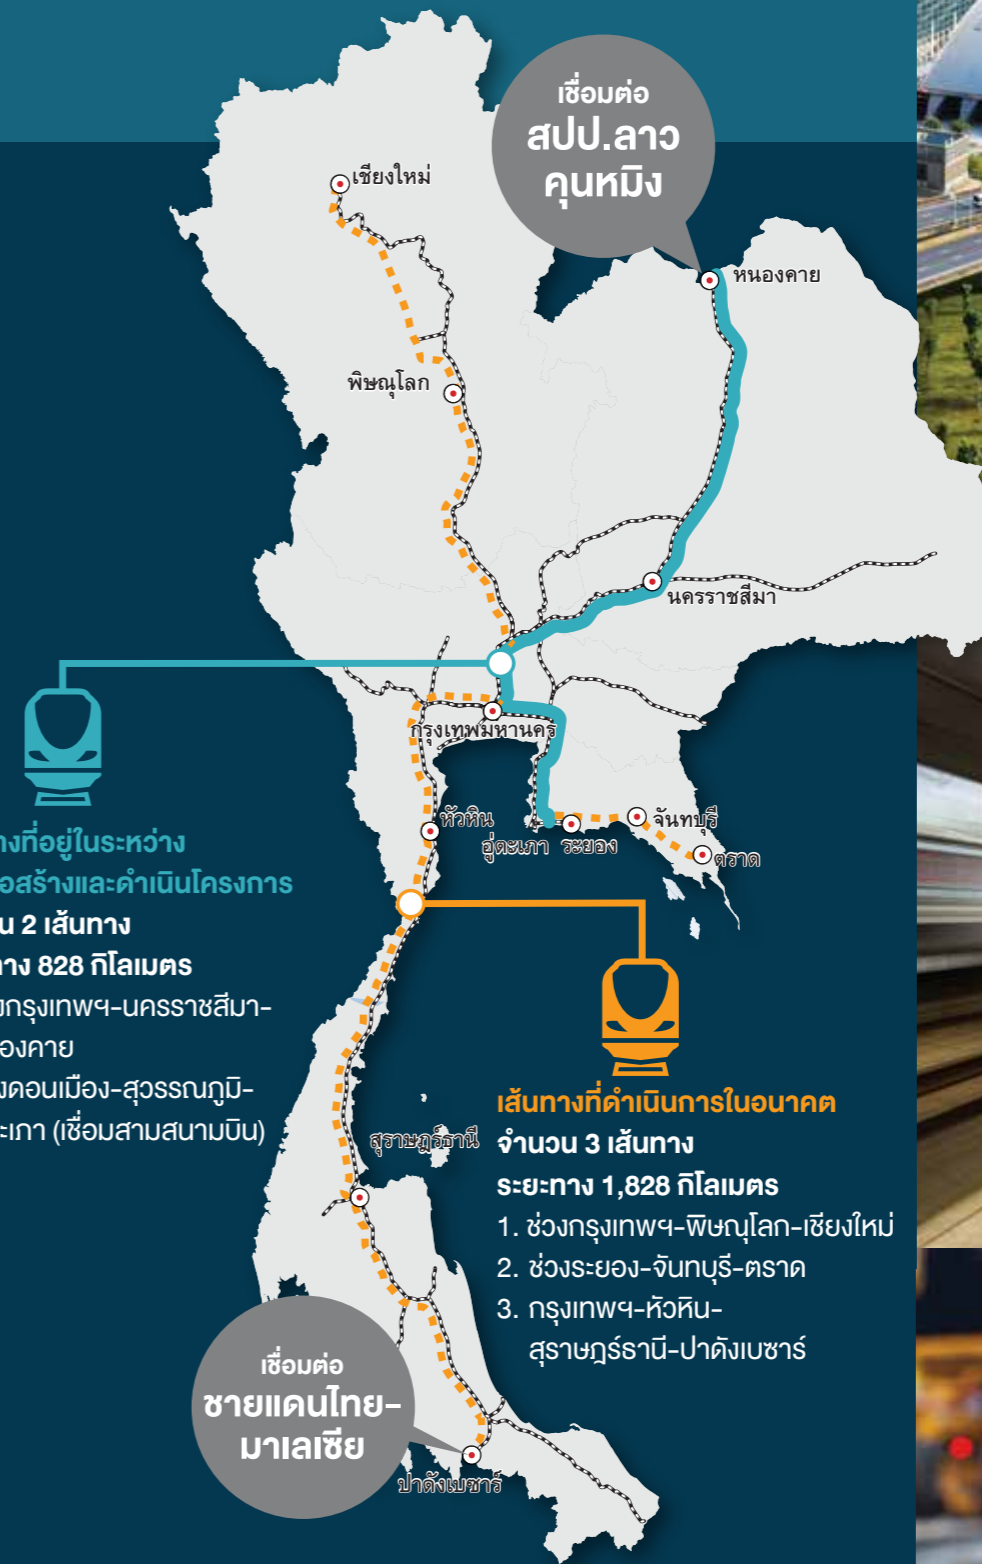 เชื่อมต่อ
สปป.ลาว
คุนหมิง
เชียงใหม่
หนองคาย
พิษณุโลก
นครราชสีมา
กรุงเทพมหานคร
หัวหิน
อู่ตะเภา
ระยอง
จันทบุรี
ตราด
างที่อยู่ในระหว่าง
อสร้างและดำเนินโครงการ
น 2 เส้นทาง
าง 828 กิโลเมตร
งกรุงเทพฯ-นครราชสีมา-
องคาย
งดอนเมือง-สุวรรณภูมิ-
ะเภา (เชื่อมสามสนามบิน)
สุราษฎร์ธานี
เส้นทางที่ดำเนินการในอนาคต
จำนวน 3 เส้นทาง
ระยะทาง 1,828 กิโลเมตร
1. ช่วงกรุงเทพฯ-พิษณุโลก-เชียงใหม่
2. ช่วงระยอง-จันทบุรี-ตราด
3. กรุงเทพฯ-หัวหิน-
สุราษฎร์ธานี-ปาดังเบซาร์
เชื่อมต่อ
ชายแดนไทย-
มาเลเซีย
ปาดังเบซาร์